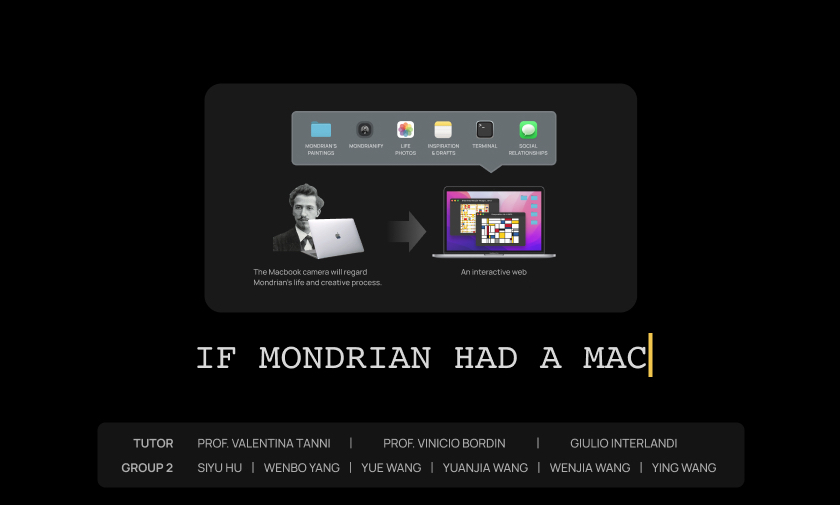 MONDRIAN'S PAINTINGS
MONDRIANIFY
LIFE PHOTOS
INSPIRATION & DRAFTS
TERMINAL
SOCIAL RELATIONSHIPS
The Macbook camera will regard
Mondrian's life and creative process.
An interactive web
IF MONDRIAN HAD A MAC
TUTOR PROF. VALENTINA TANNI | PROF. VINICIO BORDIN | GIULIO INTERLANDI
GROUP 2 SIYU HU | WENBO YANG | YUE WANG | YUANJIA WANG | WENJIA WANG | YING WANG